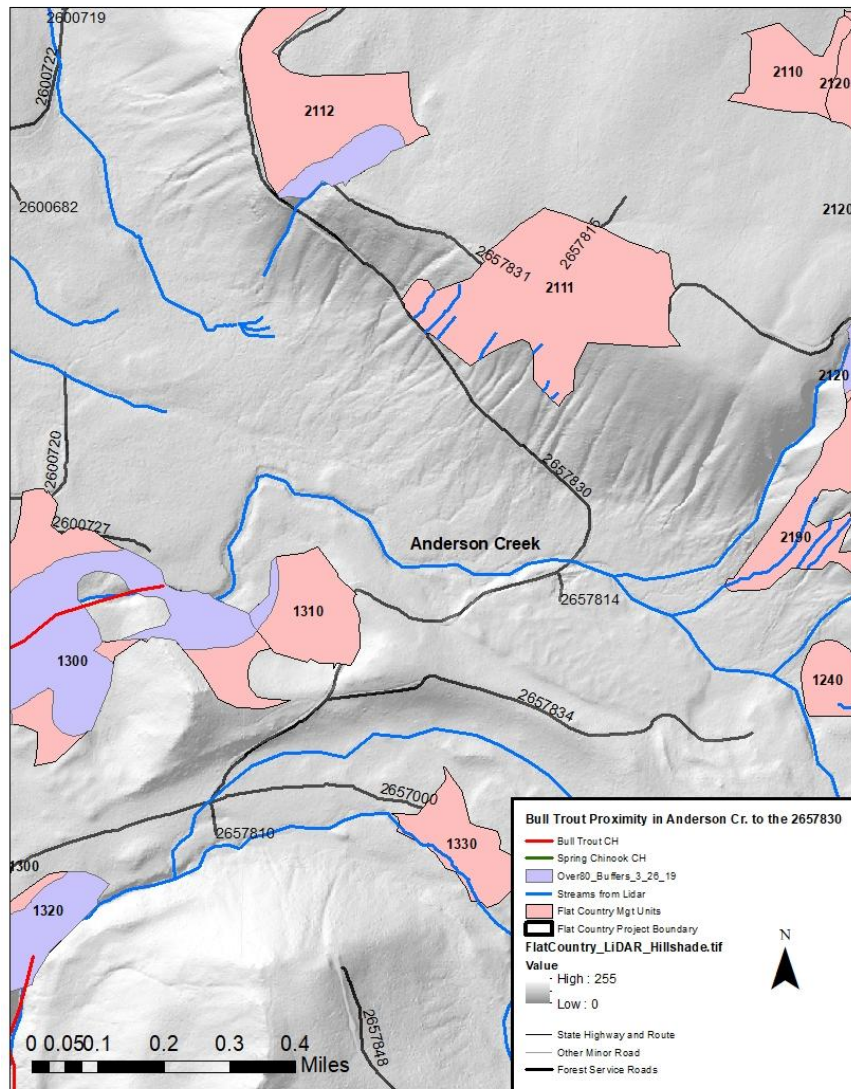 2600719
2600722
2110
2120
2112
2600682
2120
2657815
2657831
2111
2120
2600720
2657830
2600727
Anderson Creek
2190
2657814
1310
1300
1240
2657834
2657000
2657810
1330
1300
1320
2657848
Bull Trout Proximity in Anderson Cr. to the 2657830
Bull Trout CH
Spring Chinook CH
Over80_Buffers_3_26_19
Streams from Lidar
Flat Country Mgt Units
Flat Country Project Boundary
FlatCountry_LiDAR_Hillshade.tif
Value
High : 255
Low : 0
N
State Highway and Route
Other Minor Road
Forest Service Roads
0 0.05 0.1 0.2 0.3 0.4
Miles